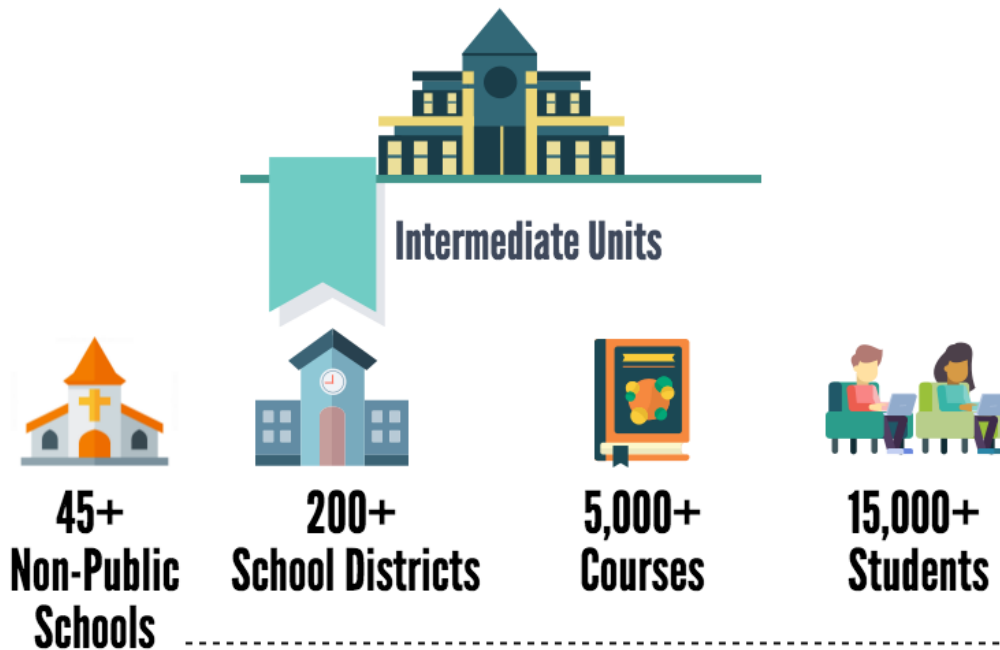 Intermediate Units
45+
Non-Public
Schools
200+
School Districts
5,000+
Courses
15,000+
Students